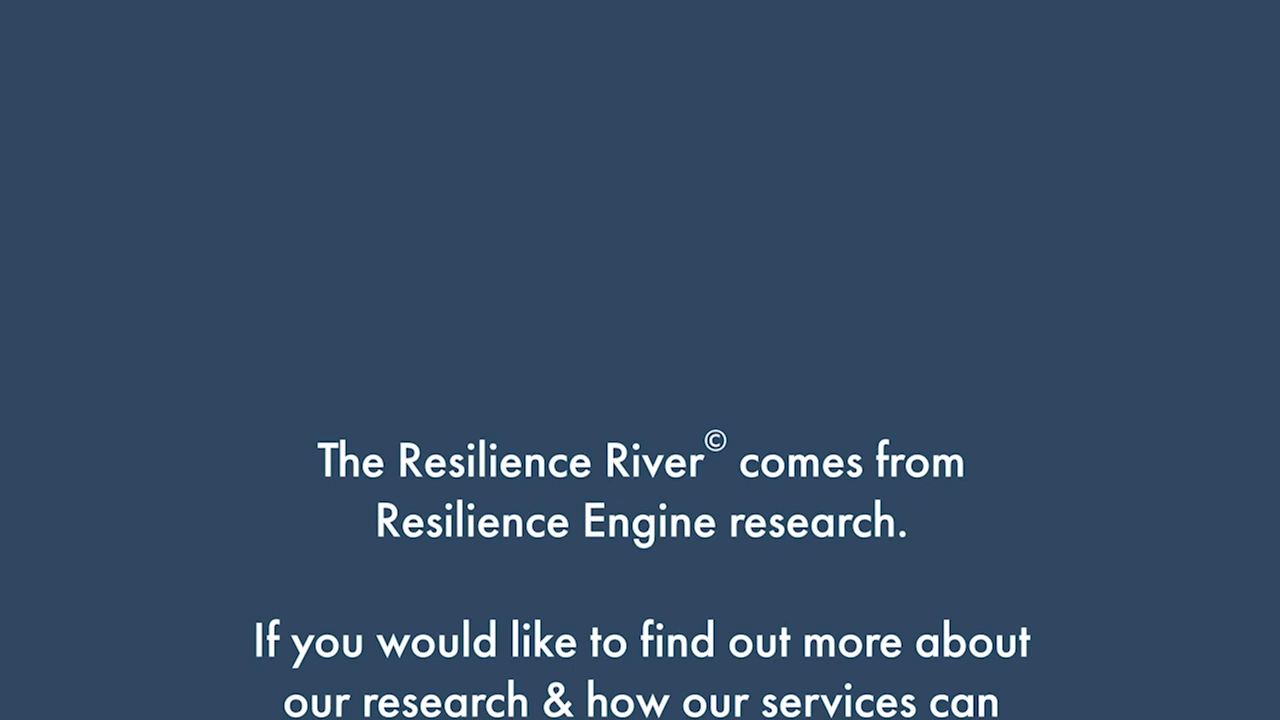 The Resilience River© comes from
Resilience Engine research.
If you would like to find out more about
our research & how our services can